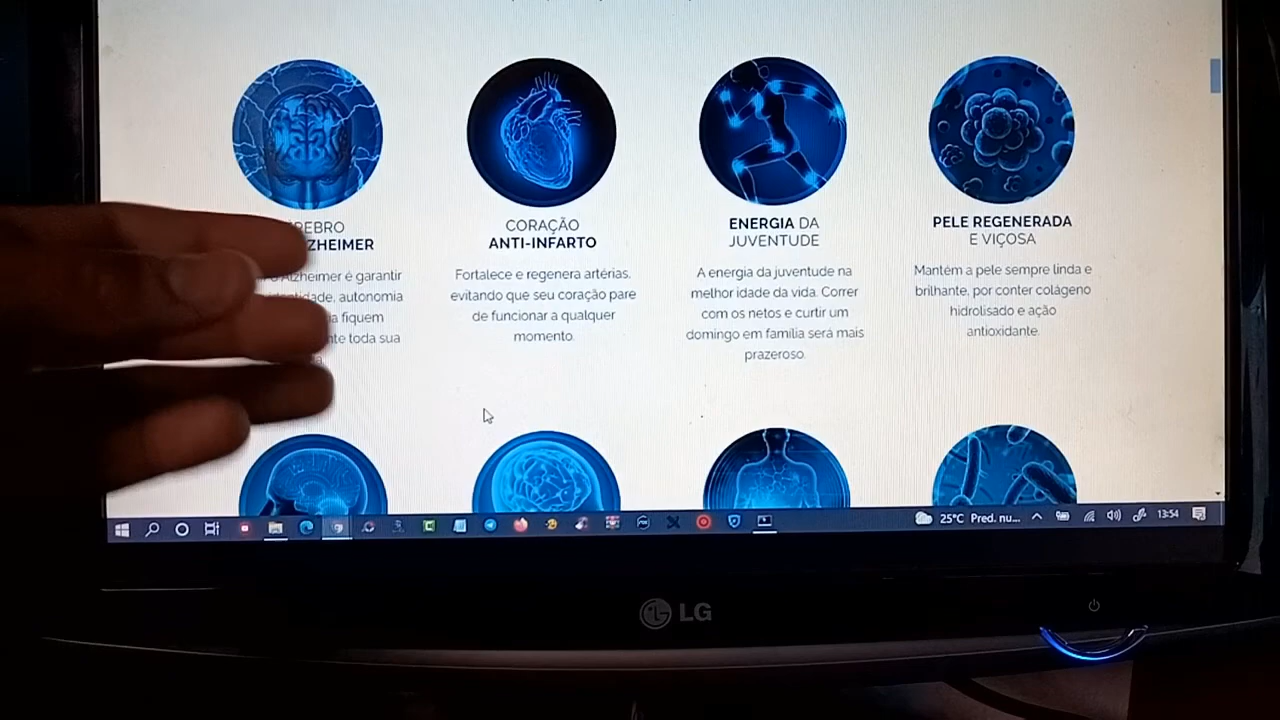 REBRO
ZHEIMER
Alzheimer é garantir
autonomia
fiquem
toda sua
CORAÇÃO
ANTI-INFARTO
Fortalece e regenera artérias,
evitando que seu coração pare
de funcionar a qualquer
momento.
ENERGIA DA
JUVENTUDE
A energia da juventude na
melhor idade da vida. Correr
com os netos e curtir um
domingo em família será mais
prazeroso.
PELE REGENERADA
E VIÇOSA
Mantém a pele sempre linda e
brilhante, por conter colágeno
hidrolisado e ação
antioxidante.
25°C Pred. nu...
13:54
LG